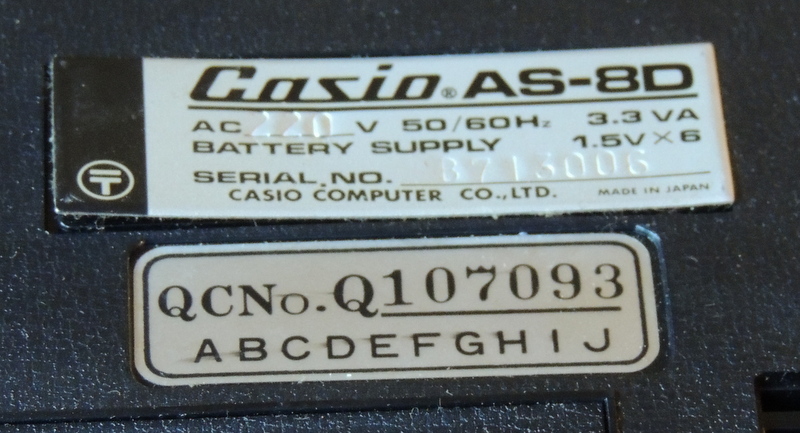 Casio® AS-8D
AC 220 V 50/60Hz 3.3 VA
BATTERY SUPPLY 1.5V×6
SERIAL.NO. 8713006
CASIO COMPUTER CO.,LTD. MADE IN JAPAN
QCNo.Q107093
ABCDEFGHIJ